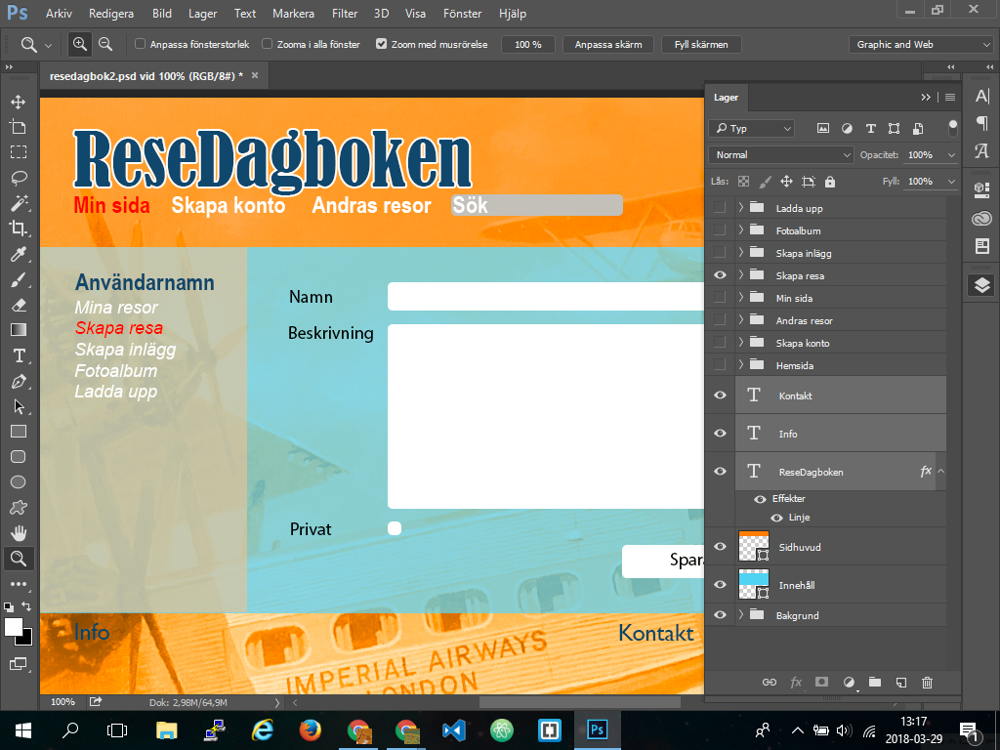 Ps Arkiv Redigera Bild Lager Text Markera Filter 3D Visa Fönster Hjälp
Anpassa fönsterstorlek Zooma i alla fönster Zoom med musrörelse 100 % Anpassa skärm Fyll skärmen Graphic and Web
resedagbok2.psd vid 100% (RGB/8#) *
ReseDagboken
Min sida Skapa konto Andras resor Sök
Användarnamn
Mina resor
Skapa resa
Skapa inlägg
Fotoalbum
Ladda upp
Namn
Beskrivning
Privat
Spara
Info Kontakt
IMPERIAL AIRWAYS
LONDON
Lager
Typ
Normal Opacitet: 100%
Lås: Fyll: 100%
Ladda upp
Fotoalbum
Skapa inlägg
Skapa resa
Min sida
Andras resor
Skapa konto
Hemsida
T Kontakt
T Info
T ReseDagboken fx
Effekter
Linje
Sidhuvud
Innehåll
Bakgrund
fx
100% Dok: 2,98M/64,9M
Ps
13:17
2018-03-29
1